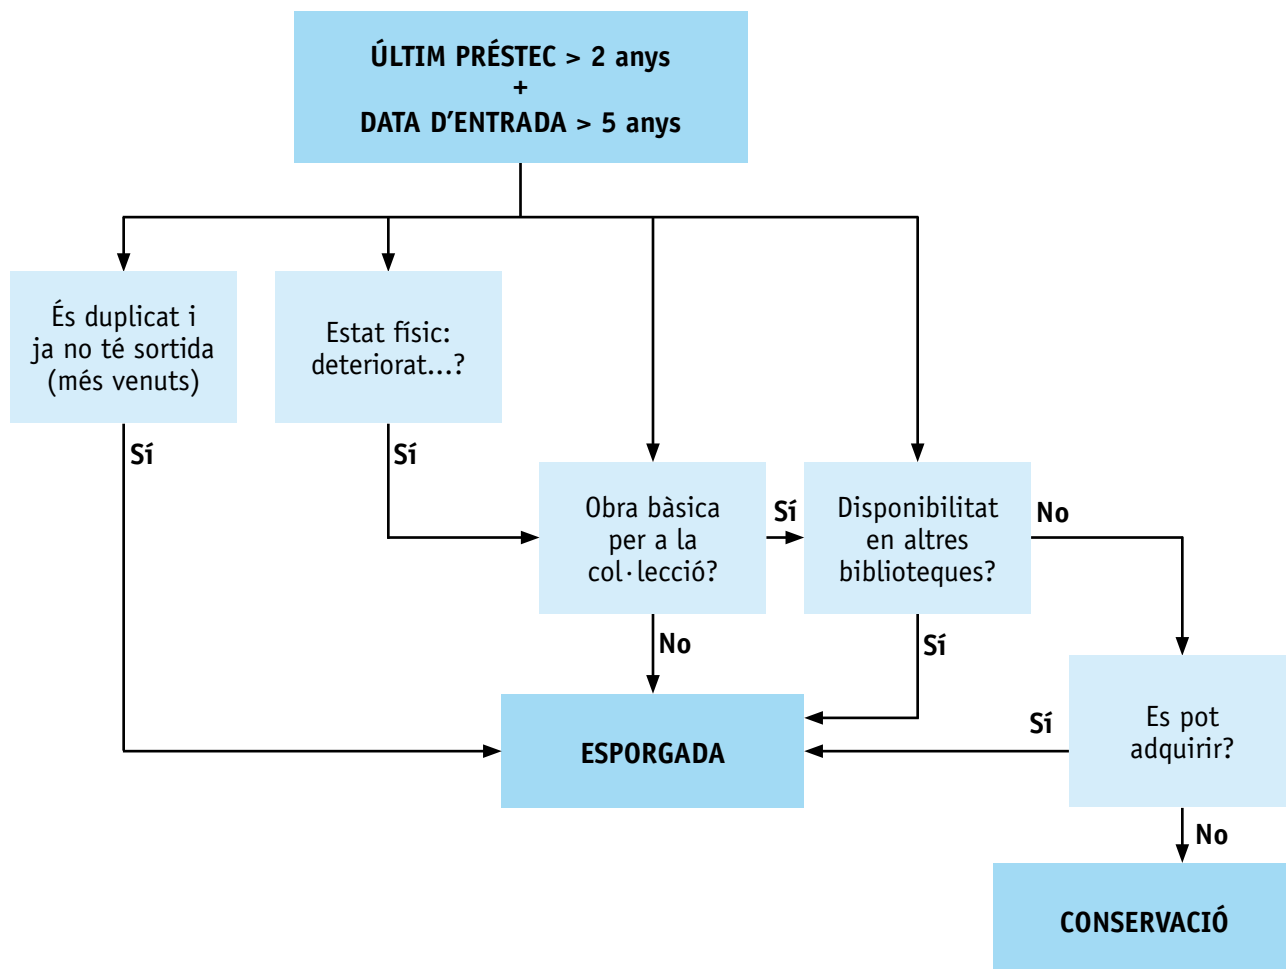 ÚLTIM PRÉSTEC > 2 anys
+
DATA D’ENTRADA > 5 anys
És duplicat i
ja no té sortida
(més venuts)
Estat físic:
deteriorat...?
Sí
Sí
Obra bàsica
per a la
col·lecció?
Sí
Disponibilitat
en altres
biblioteques?
No
No
Sí
Es pot
adquirir?
Sí
ESPORGADA
No
CONSERVACIÓ